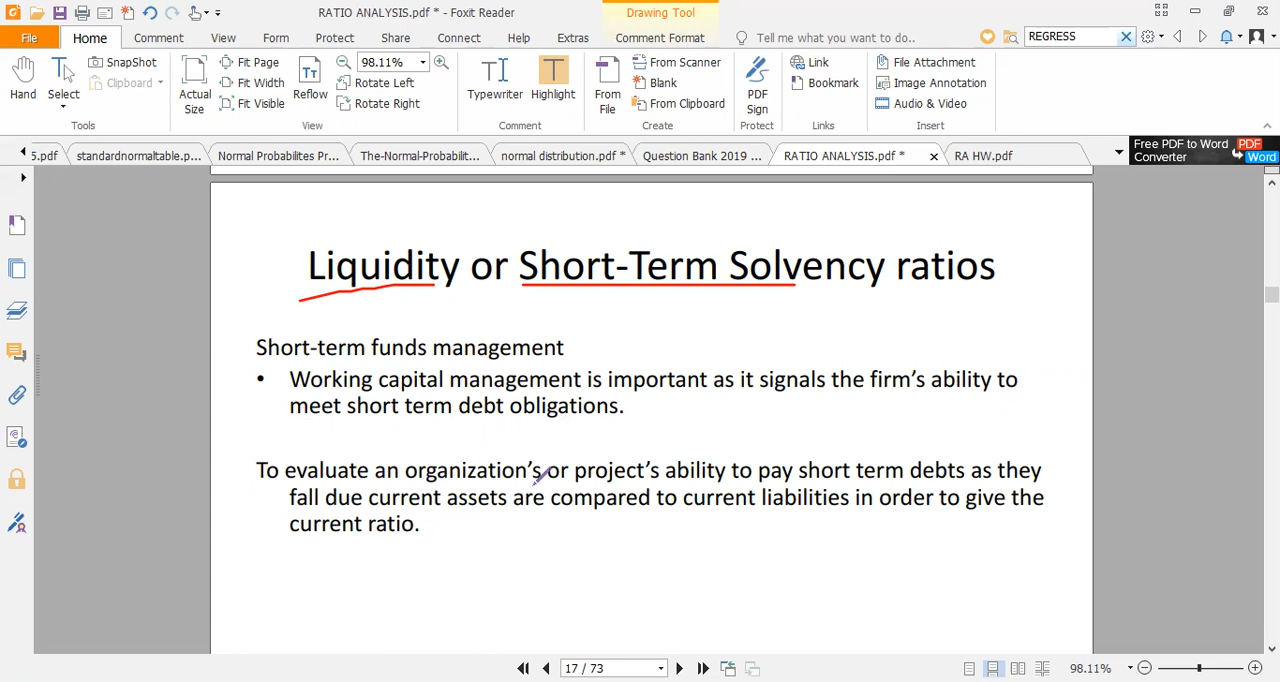 RATIO ANALYSIS.pdf * - Foxit Reader
Drawing Tool
File Home Comment View Form Protect Share Connect Help Extras Comment Format Tell me what you want to do.. REGRESS
Hand
Select
SnapShot
Clipboard
Tools
Actual Size
Fit Page
Fit Width
Fit Visible
Reflow
98.11%
Rotate Left
Rotate Right
View
Typewriter
Highlight
Comment
From File
From Scanner
Blank
From Clipboard
Create
PDF Sign
Protect
Link
Bookmark
Links
File Attachment
Image Annotation
Audio & Video
Insert
5.pdf standardnormaltable.p... Normal Probabilites Pr... The-Normal-Probabilit... normal distribution.pdf * Question Bank 2019 ... RATIO ANALYSIS.pdf * RA HW.pdf
Free PDF to Word Converter
PDF
Word
Liquidity or Short-Term Solvency ratios
Short-term funds management
• Working capital management is important as it signals the firm's ability to
meet short term debt obligations.
To evaluate an organization's or project's ability to pay short term debts as they
fall due current assets are compared to current liabilities in order to give the
current ratio.
17 / 73
98.11%